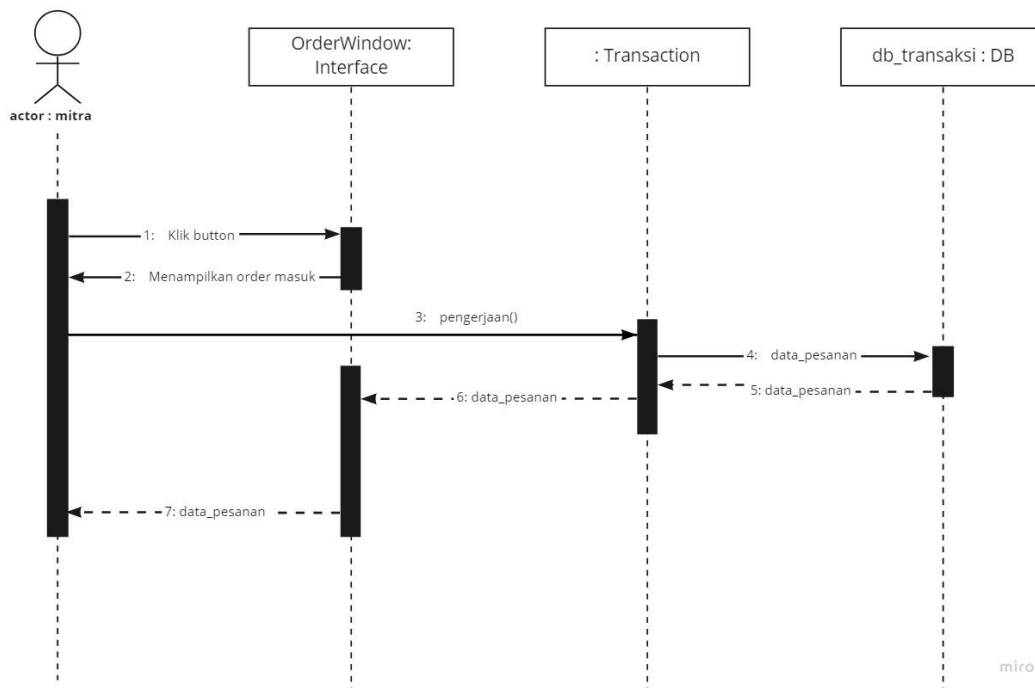 actor : mitra
OrderWindow:
Interface
: Transaction
db_transaksi : DB
1: Klik button
2: Menampilkan order masuk
3: pengerjaan()
4: data_pesanan
5: data_pesanan
6: data_pesanan
7: data_pesanan
miro